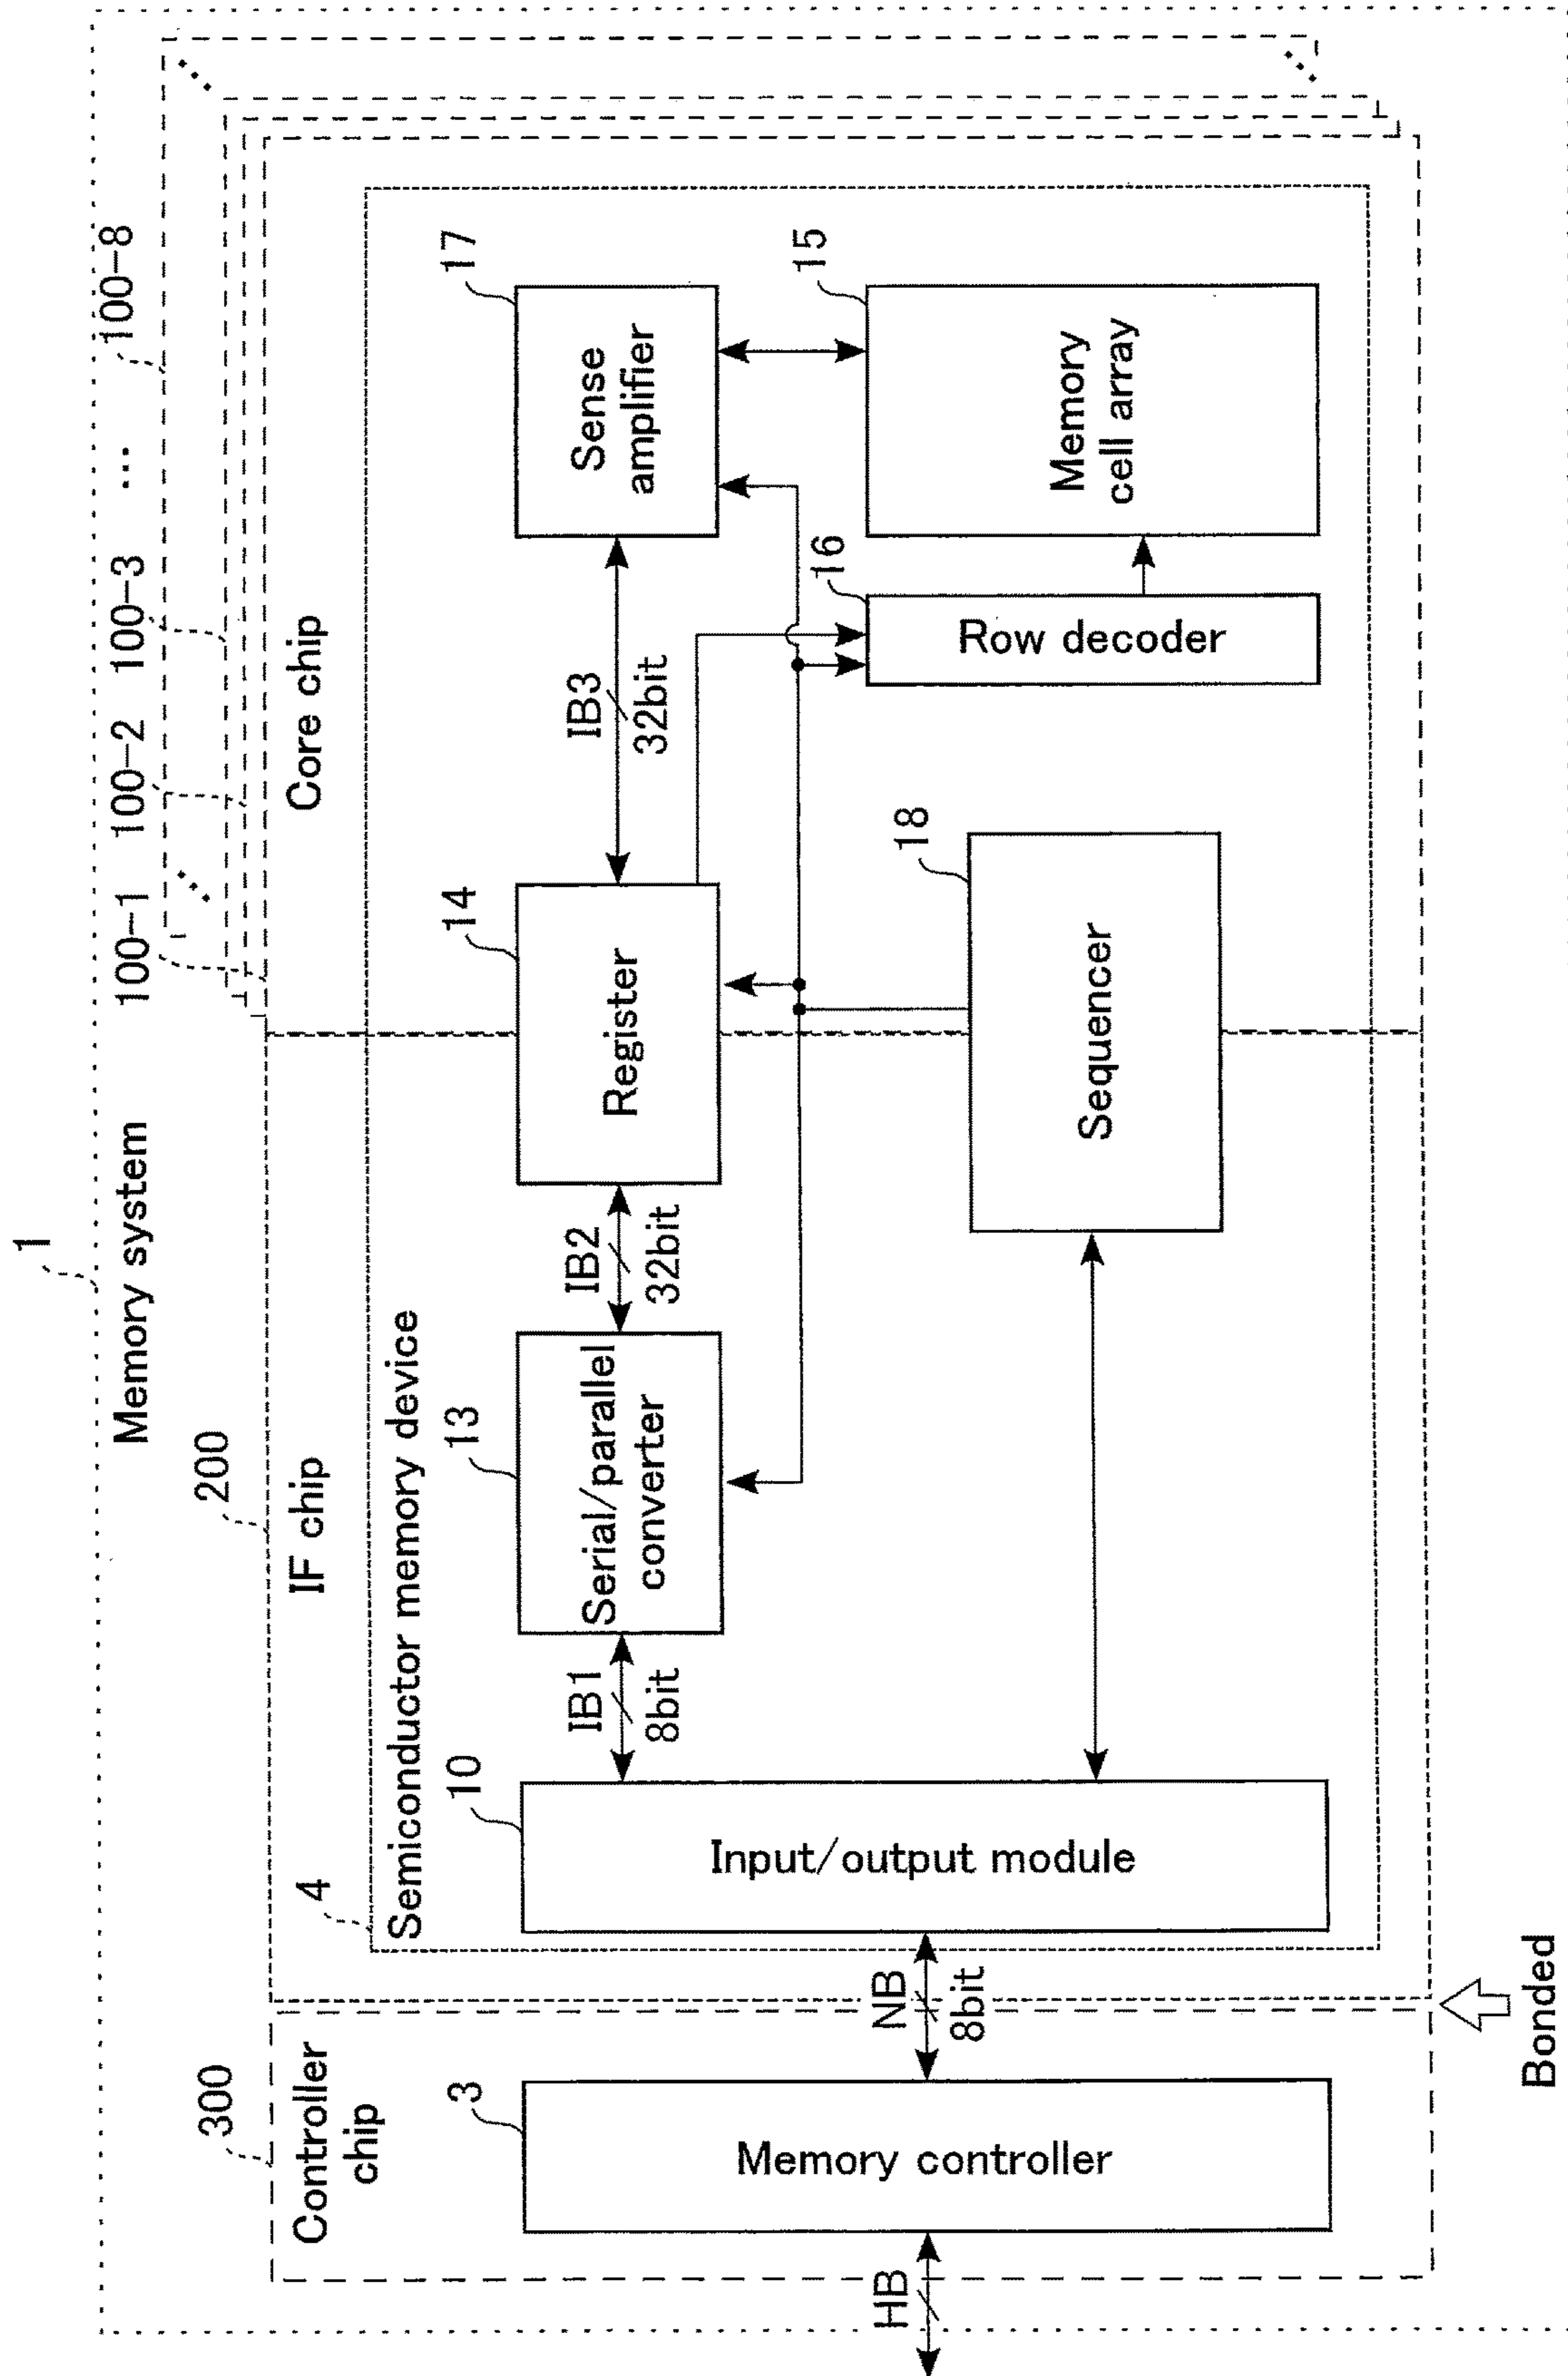 1
Memory system
100-1
100-2
100-3
...
100-8
200
IF chip
Core chip
300
Controller
chip
4
Semiconductor memory device
3
Memory controller
HB
NB
8bit
10
Input/output module
IB1
8bit
13
Serial/parallel
converter
IB2
32bit
14
Register
IB3
32bit
17
Sense
amplifier
18
Sequencer
16
Row decoder
15
Memory
cell array
Bonded